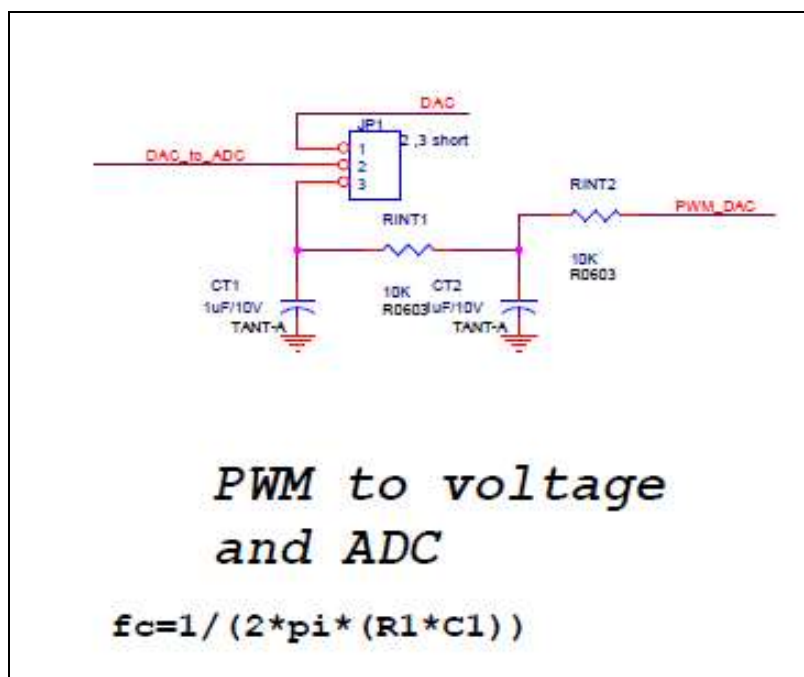 DAC
JP1
2 ,3 short
DAC_to_ADC
1
2
3
RINT2
PWM_DAC
RINT1
10K
R0603
CT1
1uF/10V
TANT-A
10K
R0603
CT2
1uF/10V
TANT-A
PWM to voltage
and ADC
fc=1/(2*pi*(R1*C1))